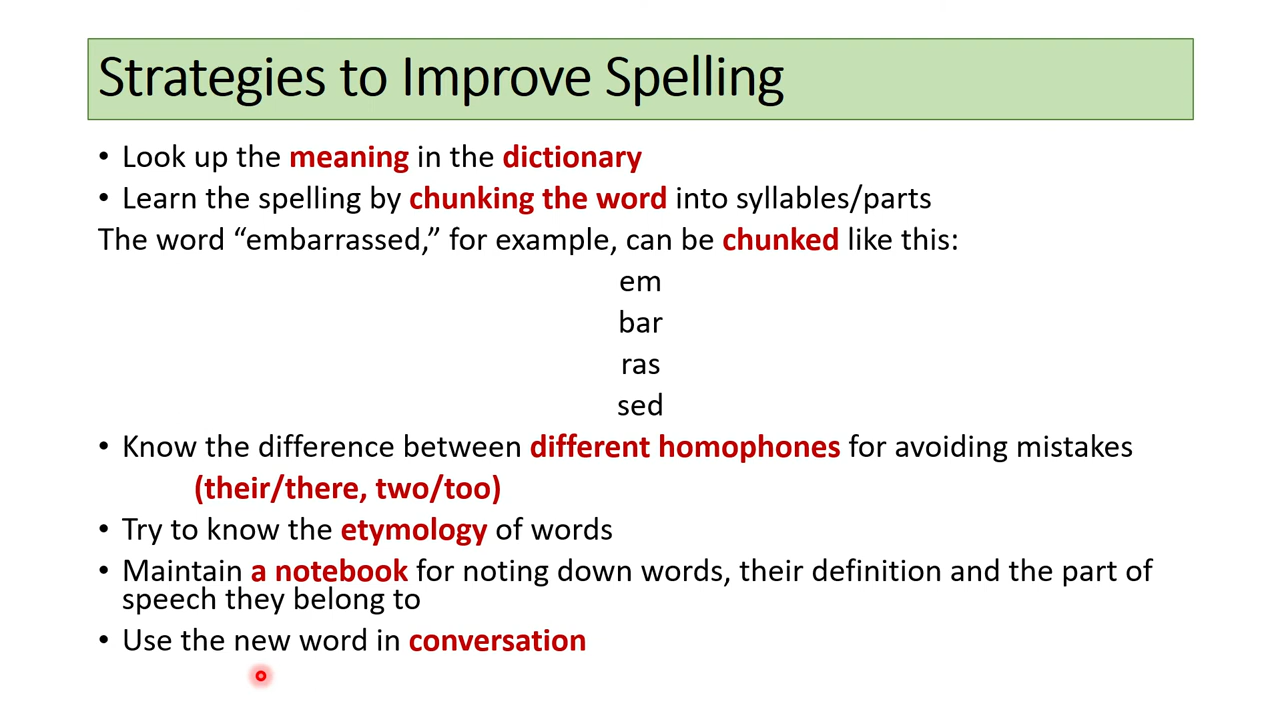 Strategies to Improve Spelling
• Look up the meaning in the dictionary
• Learn the spelling by chunking the word into syllables/parts
The word “embarrassed,” for example, can be chunked like this:
em
bar
ras
sed
• Know the difference between different homophones for avoiding mistakes
(their/there, two/too)
• Try to know the etymology of words
• Maintain a notebook for noting down words, their definition and the part of
speech they belong to
• Use the new word in conversation